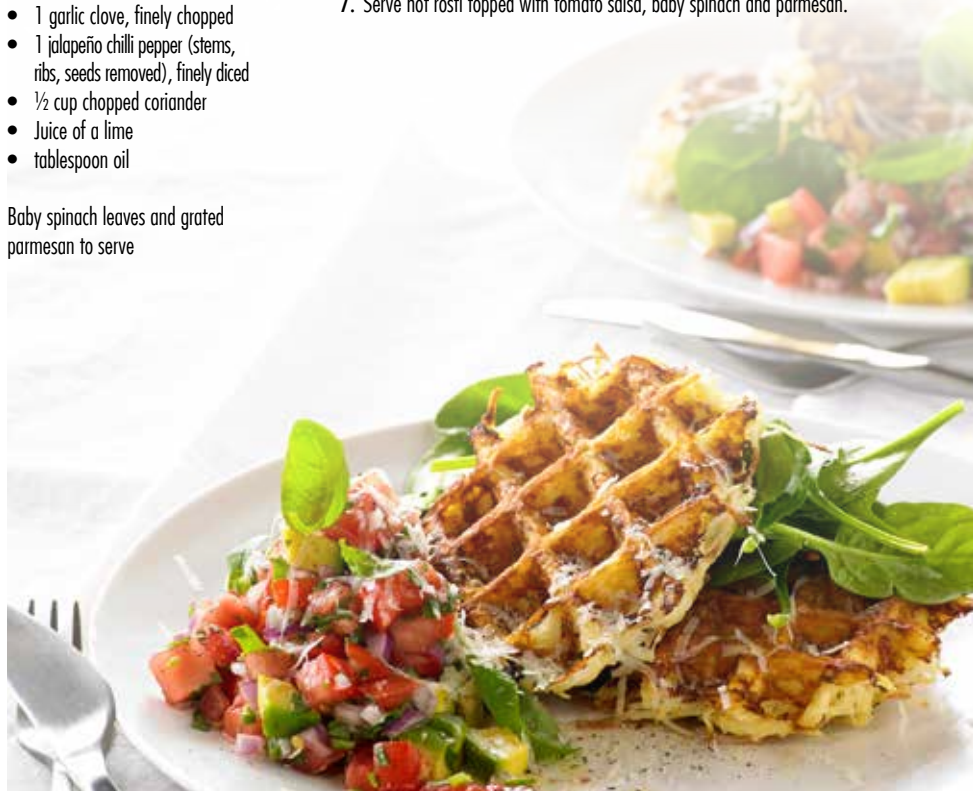 • 1 garlic clove, finely chopped
• 1 jalapeño chilli pepper (stems,
ribs, seeds removed), finely diced
• ½ cup chopped coriander
• Juice of a lime
• tablespoon oil
Baby spinach leaves and grated
parmesan to serve
7. Serve hot rosti topped with tomato salsa, baby spinach and parmesan.